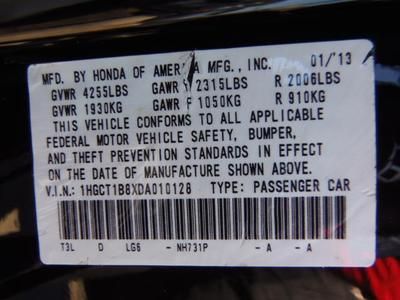 MFD. BY HONDA OF AMERICA MFG., INC. 01/'13
GVWR 4255LBS GAWR F 2315LBS R 2006LBS
GVWR 1930KG GAWR F 1050KG R 910KG
THIS VEHICLE CONFORMS TO ALL APPLICABLE
FEDERAL MOTOR VEHICLE SAFETY, BUMPER,
AND THEFT PREVENTION STANDARDS IN EFFECT
ON THE DATE OF MANUFACTURE SHOWN ABOVE.
V.I.N: 1HGCT1B8XDA010128 TYPE: PASSENGER CAR
T3L D LG6 - NH731P - A - A